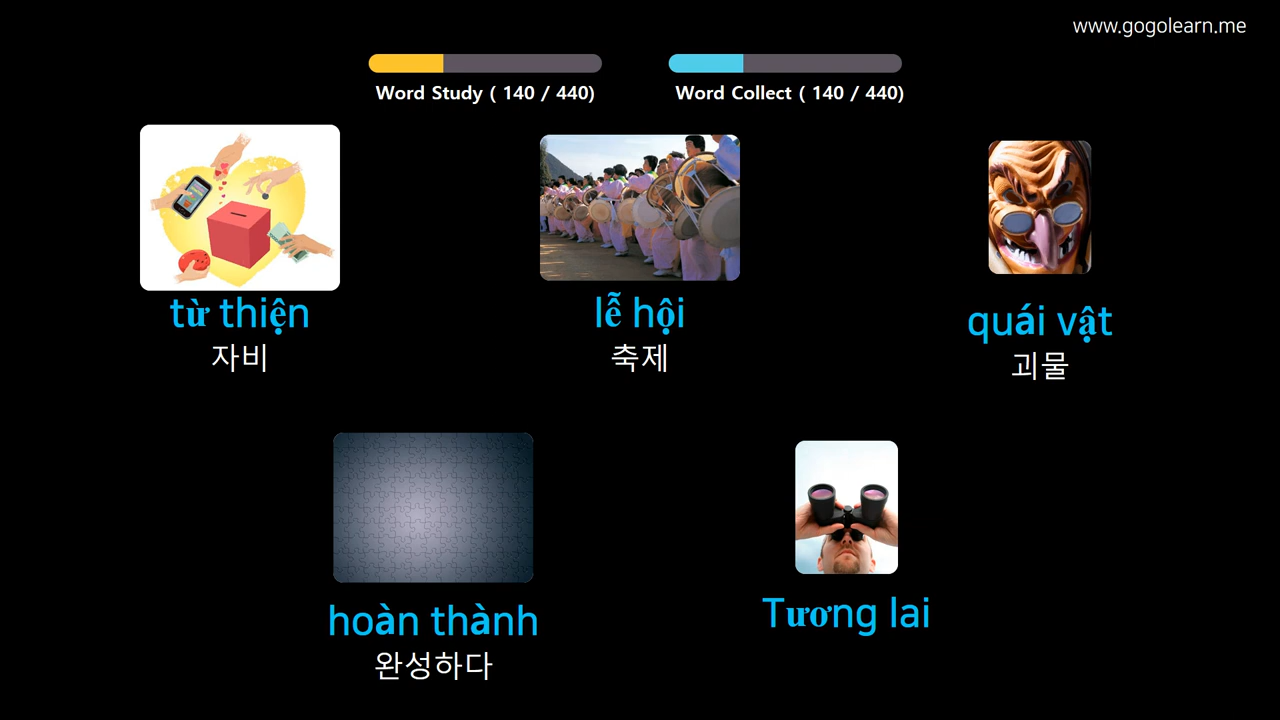 www.gogolearn.me
Word Study ( 140 / 440)
Word Collect ( 140 / 440)
từ thiện
자비
lễ hội
축제
quái vật
괴물
hoàn thành
완성하다
Tương lai